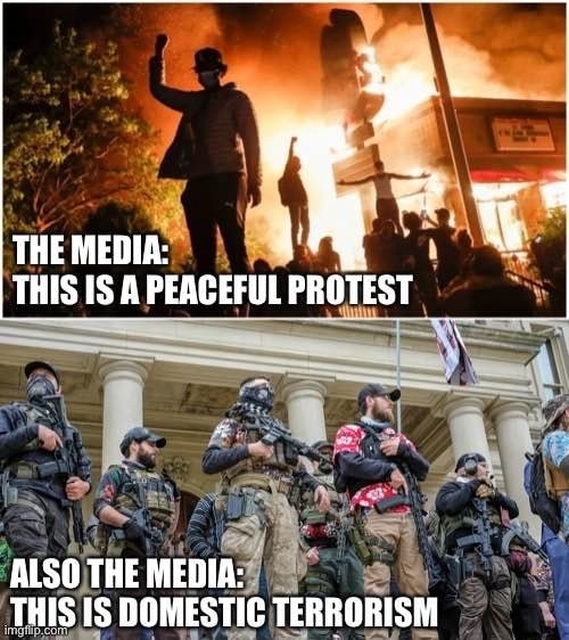 THE MEDIA:
THIS IS A PEACEFUL PROTEST
ALSO THE MEDIA:
THIS IS DOMESTIC TERRORISM
imgflip.com